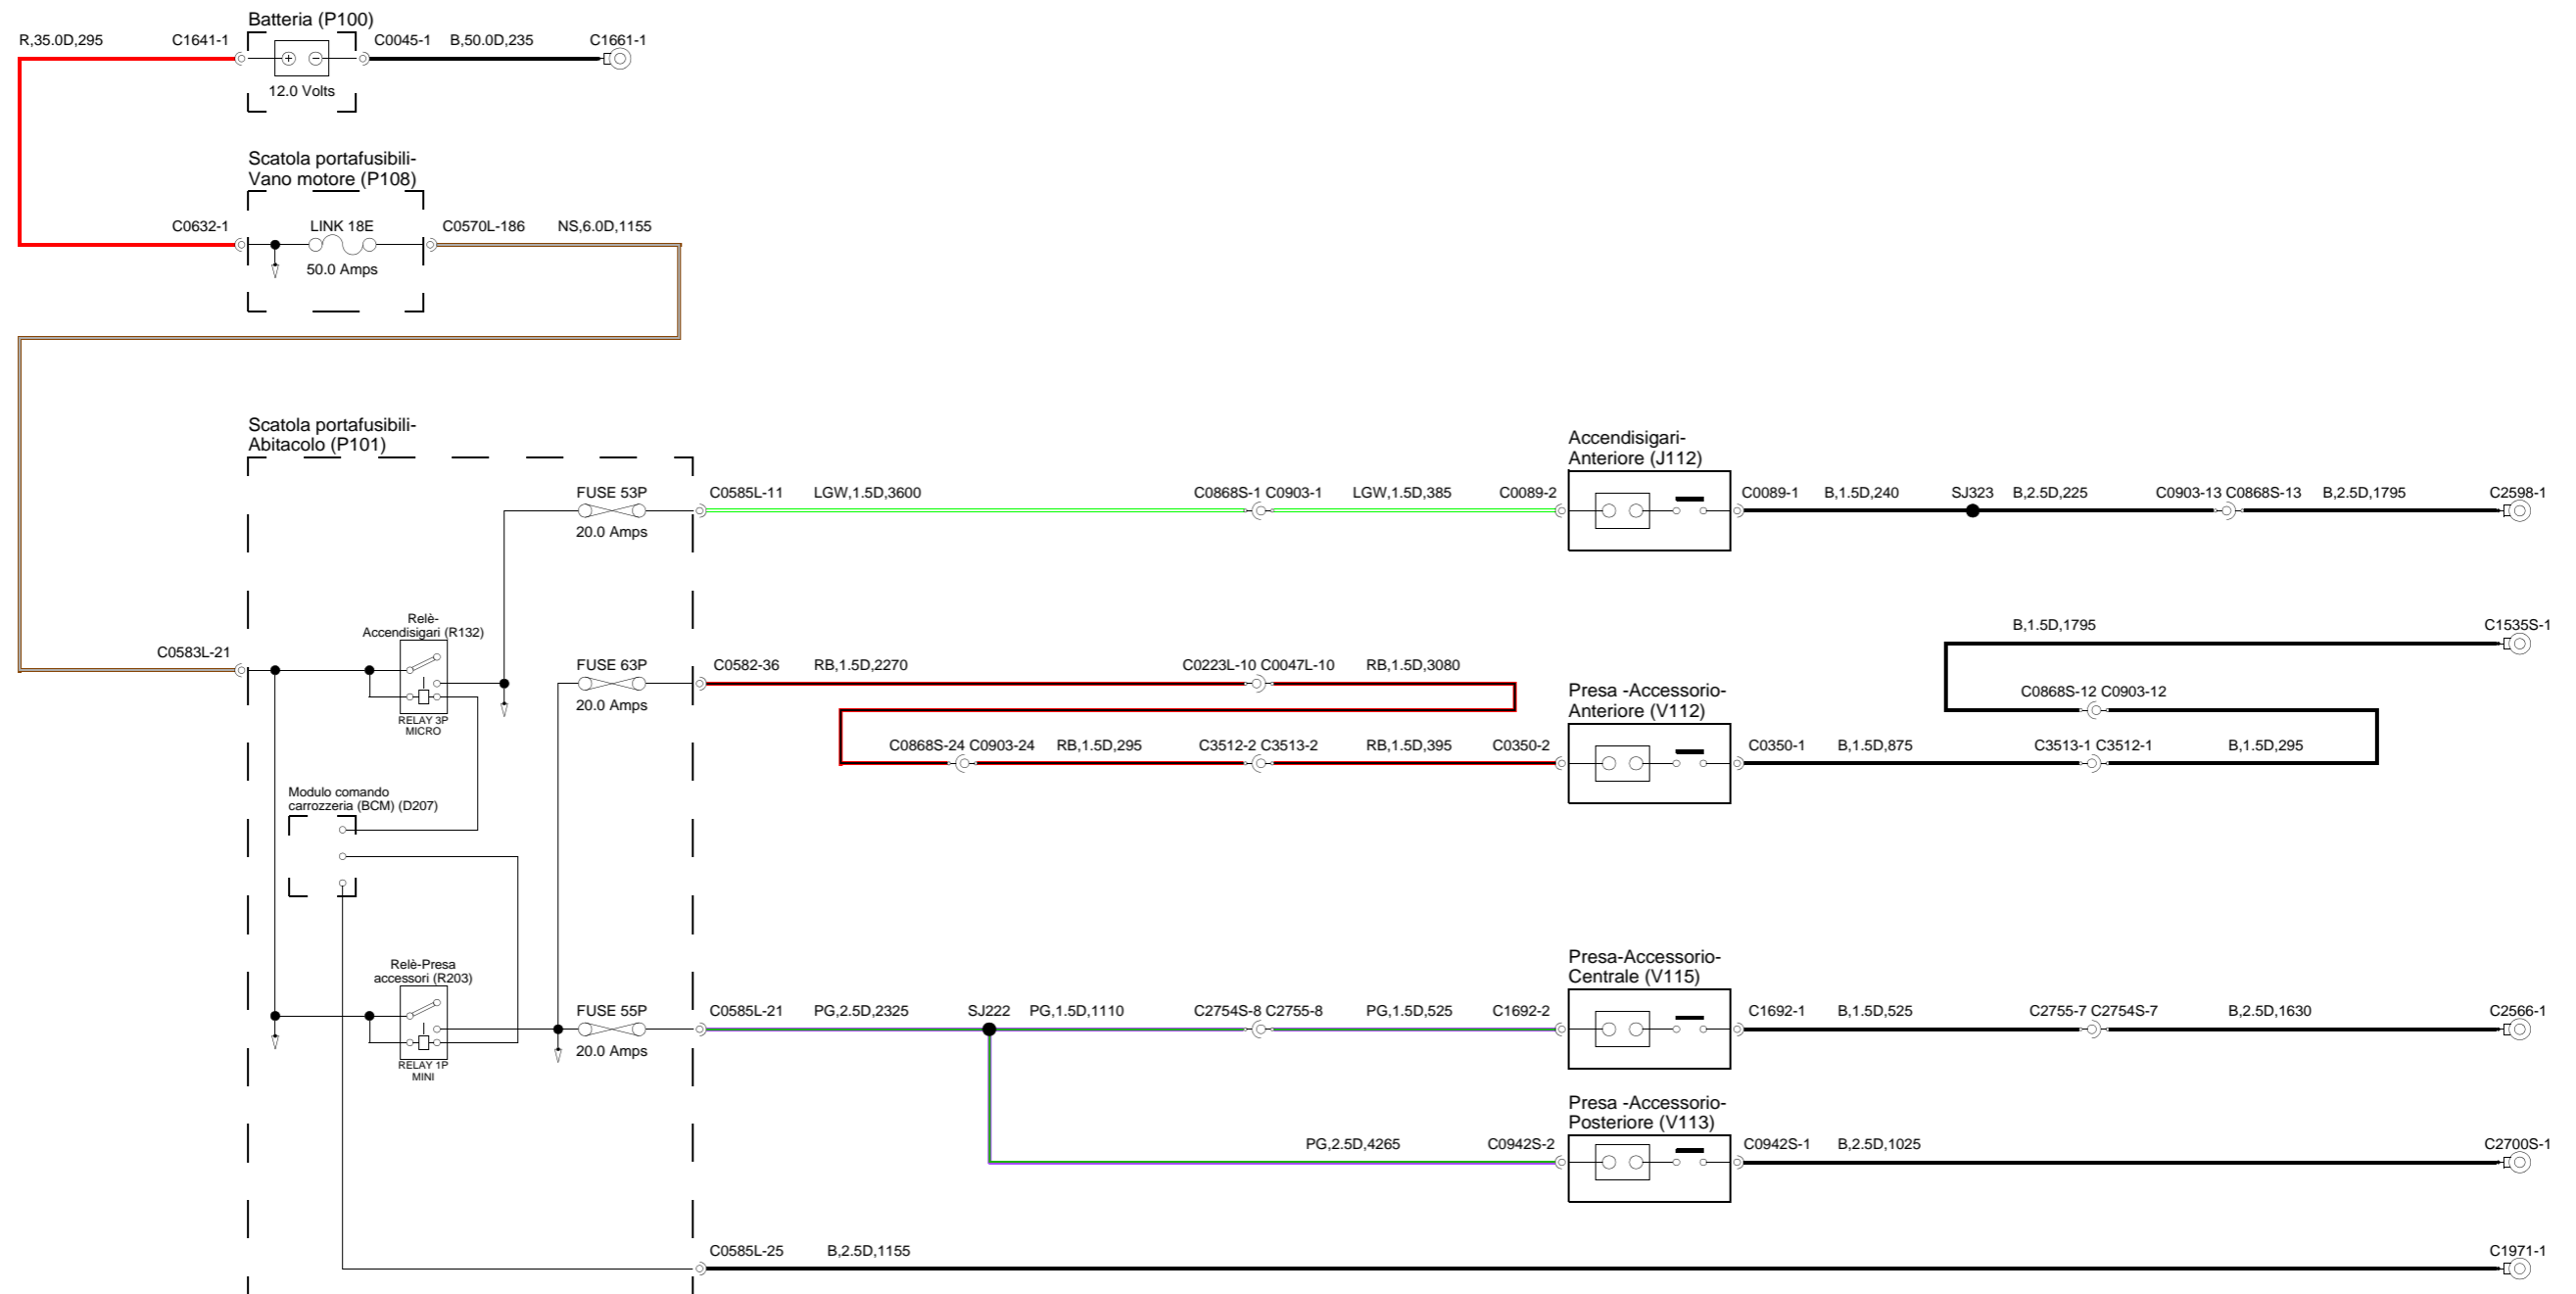 Batteria (P100)
R,35.0D,295 C1641-1 C0045-1 B,50.0D,235 C1661-1
12.0 Volts
Scatola portafusibili-
Vano motore (P108)
C0632-1 LINK 18E C0570L-186 NS,6.0D,1155
50.0 Amps
Scatola portafusibili-
Abitacolo (P101)
Accendisigari-
Anteriore (J112)
FUSE 53P C0585L-11 LGW,1.5D,3600 C0868S-1 C0903-1 LGW,1.5D,385 C0089-2 C0089-1 B,1.5D,240 SJ323 B,2.5D,225 C0903-13 C0868S-13 B,2.5D,1795 C2598-1
20.0 Amps
Relè-
Accendisigari (R132)
B,1.5D,1795 C1535S-1
C0583L-21
FUSE 63P C0582-36 RB,1.5D,2270 C0223L-10 C0047L-10 RB,1.5D,3080
20.0 Amps
RELAY 3P
MICRO
Presa -Accessorio-
Anteriore (V112)
C0868S-12 C0903-12
C0868S-24 C0903-24 RB,1.5D,295 C3512-2 C3513-2 RB,1.5D,395 C0350-2 C0350-1 B,1.5D,875 C3513-1 C3512-1 B,1.5D,295
Modulo comando
carrozzeria (BCM) (D207)
Relè-Presa
accessori (R203)
Presa-Accessorio-
Centrale (V115)
FUSE 55P C0585L-21 PG,2.5D,2325 SJ222 PG,1.5D,1110 C2754S-8 C2755-8 PG,1.5D,525 C1692-2 C1692-1 B,1.5D,525 C2755-7 C2754S-7 B,2.5D,1630 C2566-1
20.0 Amps
RELAY 1P
MINI
Presa -Accessorio-
Posteriore (V113)
PG,2.5D,4265 C0942S-2 C0942S-1 B,2.5D,1025 C2700S-1
C0585L-25 B,2.5D,1155 C1971-1